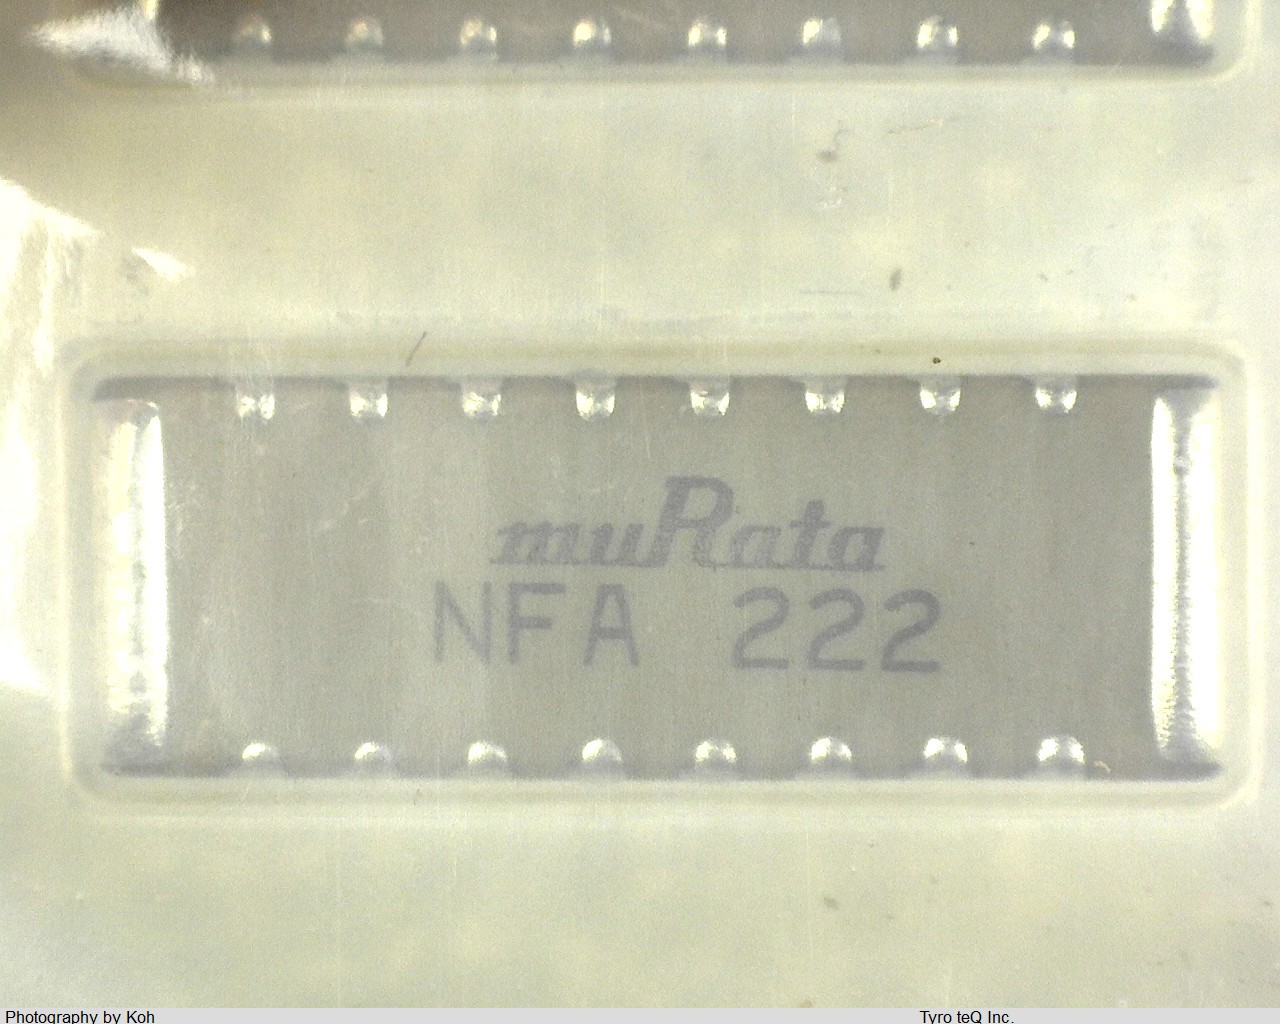 muRata
NFA 222
Photography by Koh
Tyro teQ Inc.